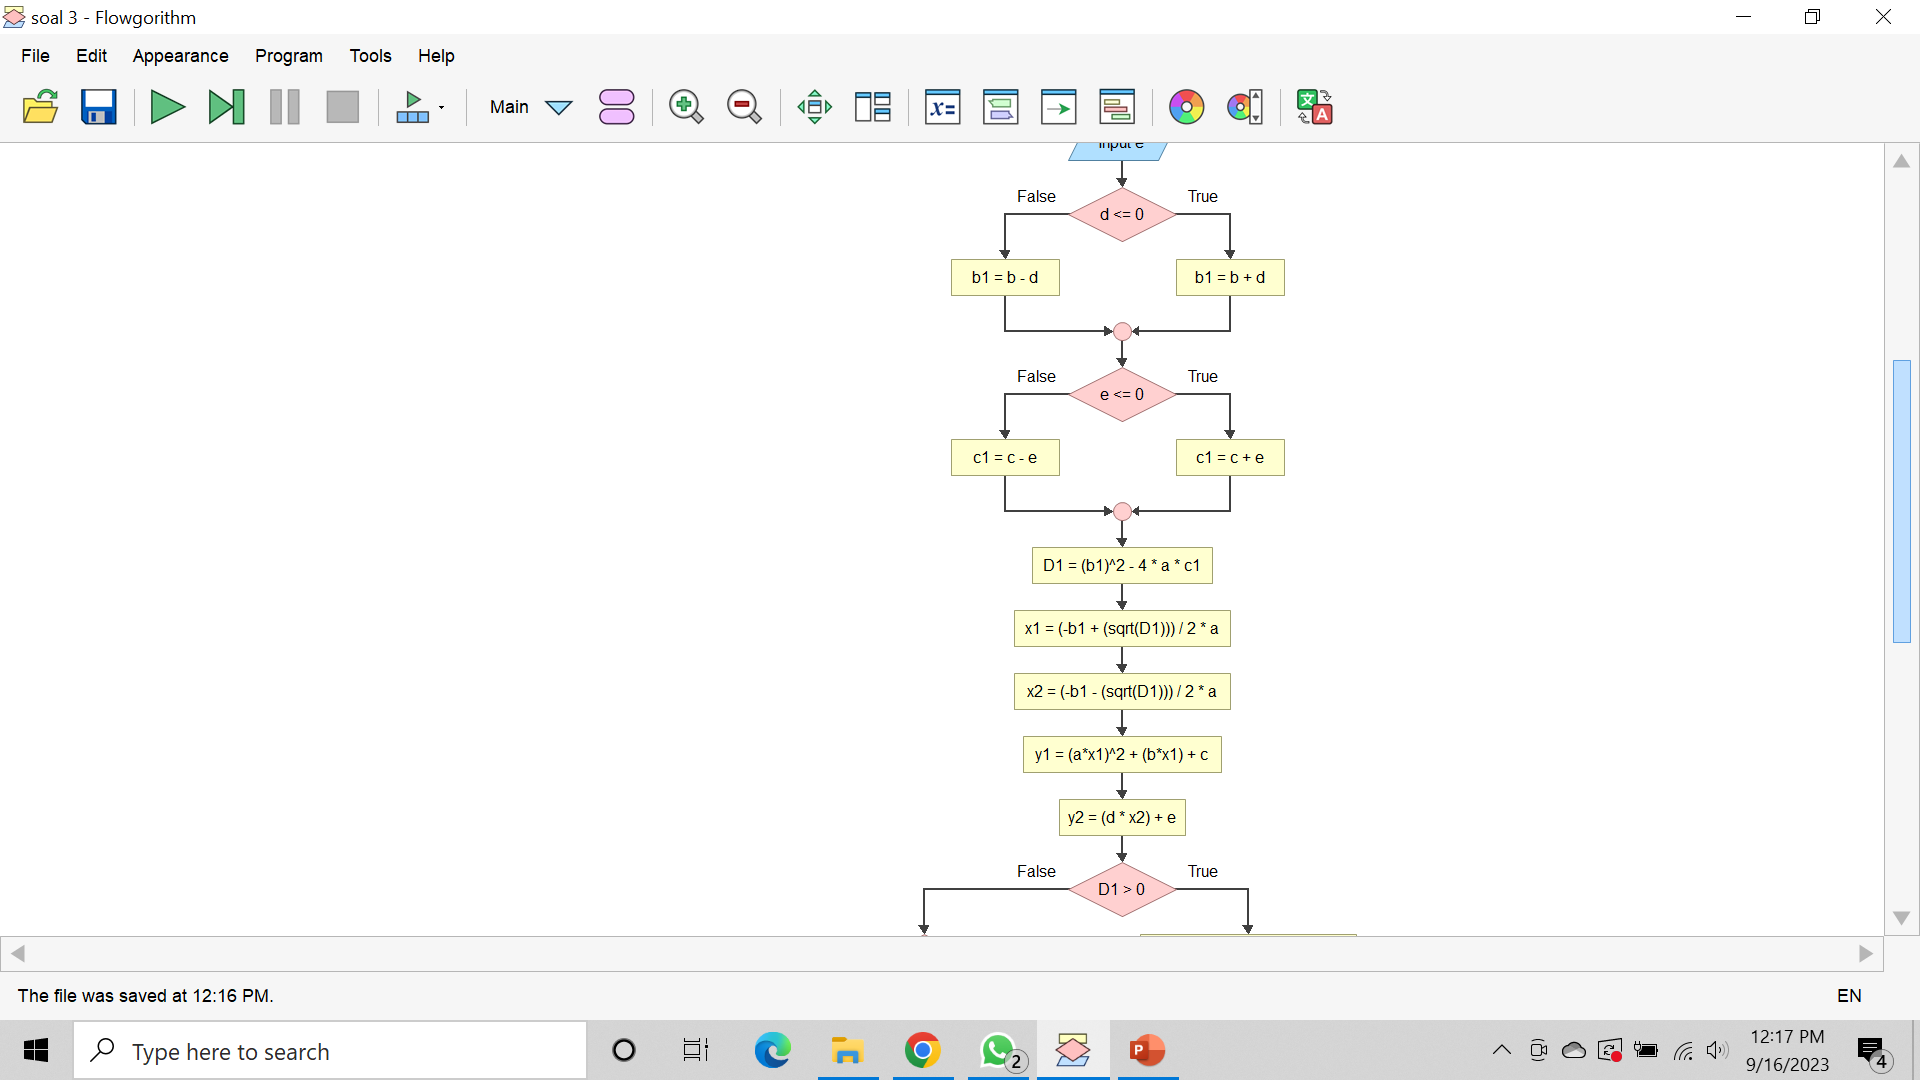 soal 3 - Flowgorithm
File Edit Appearance Program Tools Help
Main x= A
Input e
False True
d <= 0
b1 = b - d b1 = b + d
False True
e <= 0
c1 = c - e c1 = c + e
D1 = (b1)^2 - 4 * a * c1
x1 = (-b1 + (sqrt(D1))) / 2 * a
x2 = (-b1 - (sqrt(D1))) / 2 * a
y1 = (a*x1)^2 + (b*x1) + c
y2 = (d * x2) + e
False True
D1 > 0
The file was saved at 12:16 PM. EN
Type here to search 2 P 12:17 PM
9/16/2023 4